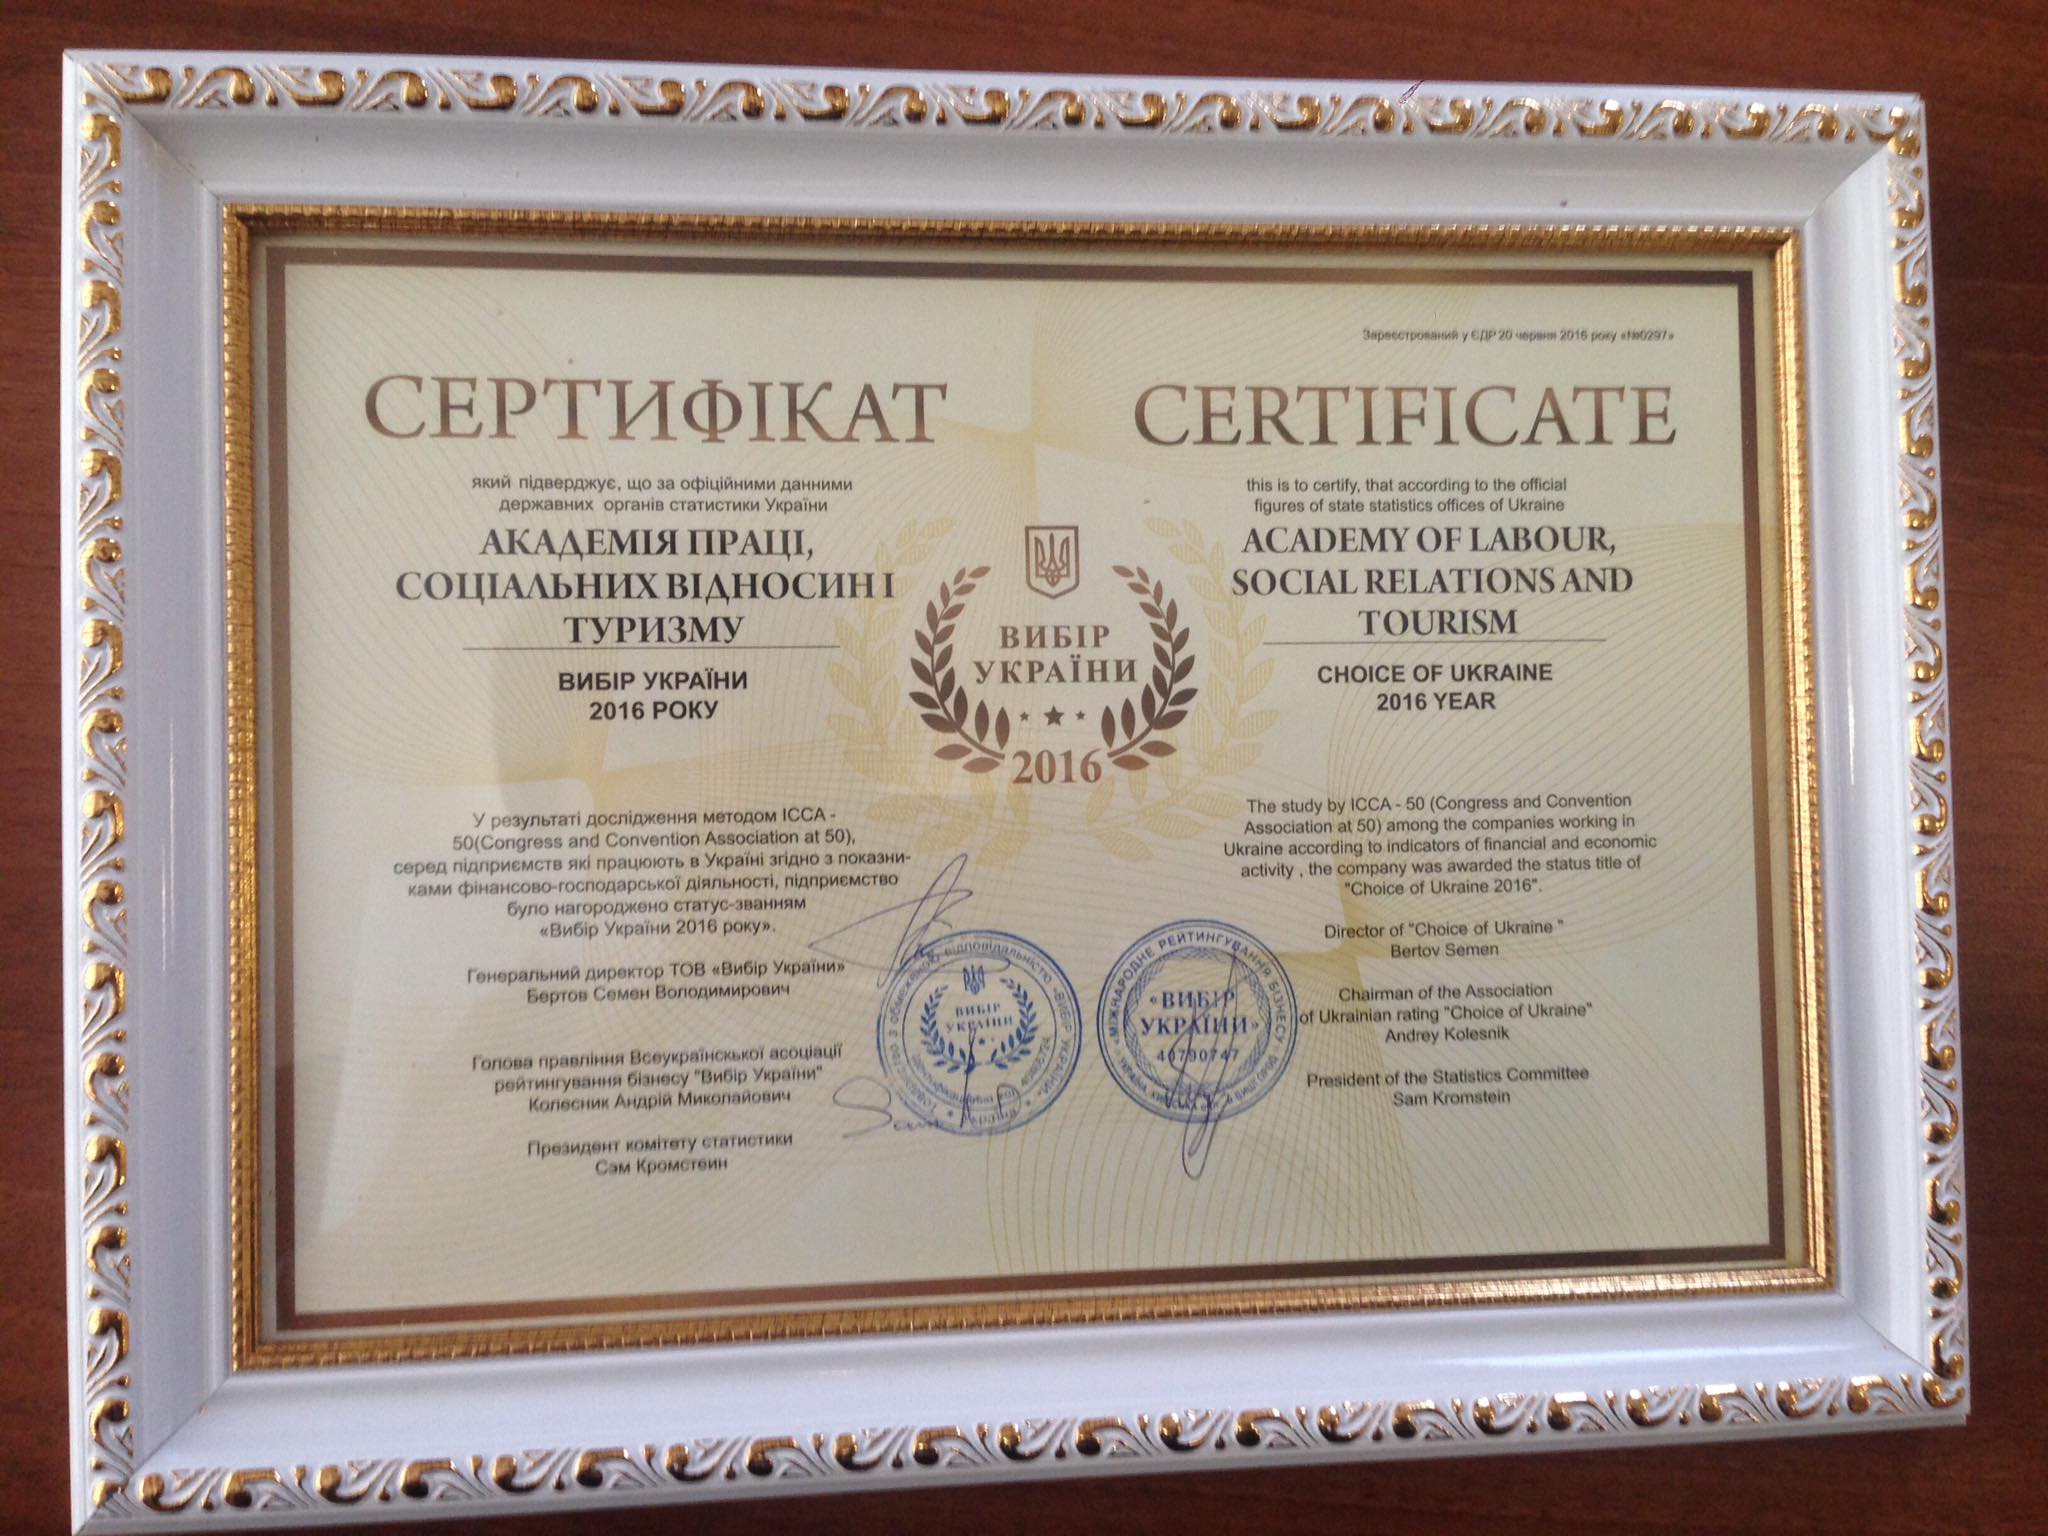 Зареєстрований у ЄДР 20 червня 2016 року «№0297»
СЕРТИФІКАТ
який підверджує, що за офіційними данними
державних органів статистики України
АКАДЕМІЯ ПРАЦІ,
СОЦІАЛЬНИХ ВІДНОСИН І
ТУРИЗМУ
ВИБІР УКРАЇНИ
2016 РОКУ
У результаті дослідження методом ICCA -
50(Congress and Convention Association at 50),
серед підприємств які працюють в Україні згідно з показни-
ками фінансово-господарської діяльності, підприємство
було нагороджено статус-званням
«Вибір України 2016 року».
Генеральний директор ТОВ «Вибір України»
Бертов Семен Володимирович
Голова правління Всеукраїнскької асоціації
рейтингування бізнесу "Вибір України"
Колесник Андрій Миколайович
Президент комітету статистики
Сэм Кромстеин
ВИБІР
УКРАЇНИ
2016
CERTIFICATE
this is to certify, that according to the official
figures of state statistics offices of Ukraine
ACADEMY OF LABOUR,
SOCIAL RELATIONS AND
TOURISM
CHOICE OF UKRAINE
2016 YEAR
The study by ICCA - 50 (Congress and Convention
Association at 50) among the companies working in
Ukraine according to indicators of financial and economic
activity , the company was awarded the status title of
"Choice of Ukraine 2016".
Director of "Choice of Ukraine "
Bertov Semen
Chairman of the Association
of Ukrainian rating "Choice of Ukraine"
Andrey Kolesnik
President of the Statistics Committee
Sam Kromstein
з обмеженою відповідальністю «ВИБІР УКРАЇНИ»
ВИБІР
УКРАЇНИ
«МІЖНАРОДНЕ РЕЙТИНГУВАННЯ БІЗНЕСУ
«ВИБІР
УКРАЇНИ»
40790747